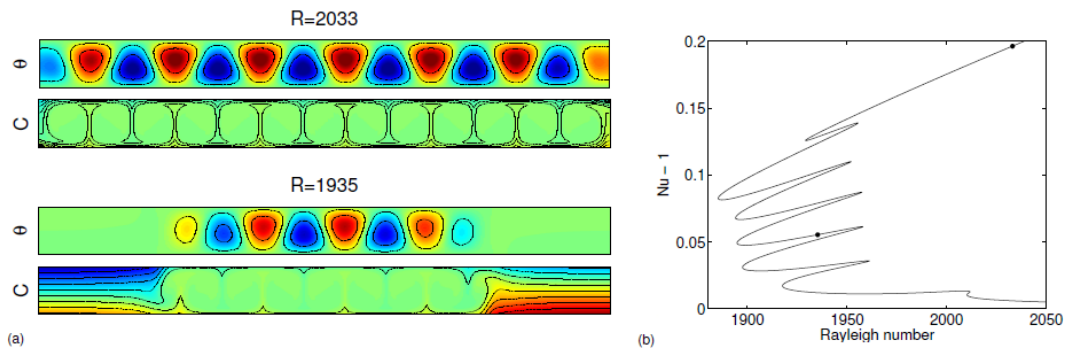 R=2033
θ
C
R=1935
θ
C
(a)
(b)
0.2
0.15
0.1
0.05
0
Nu − 1
1900
1950
2000
2050
Rayleigh number